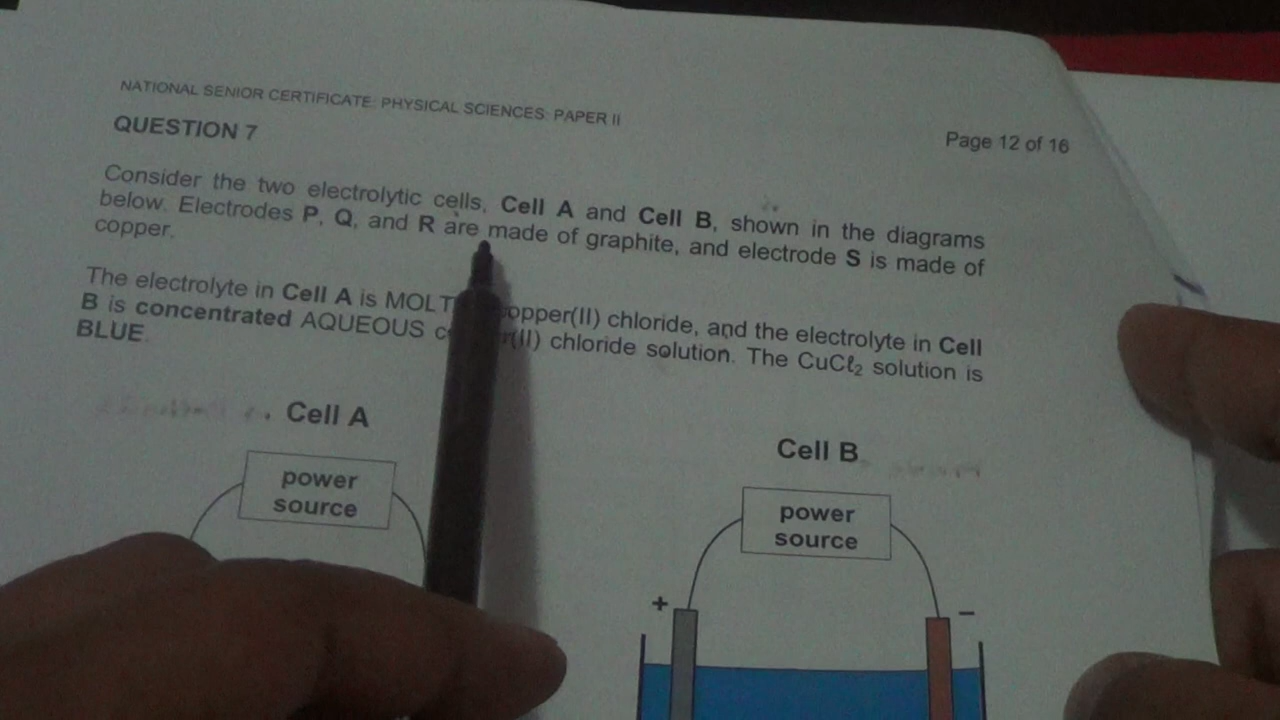 NATIONAL SENIOR CERTIFICATE: PHYSICAL SCIENCES: PAPER II
Page 12 of 16
QUESTION 7
Consider the two electrolytic cells, Cell A and Cell B, shown in the diagrams
below. Electrodes P, Q, and R are made of graphite, and electrode S is made of
copper.
The electrolyte in Cell A is MOLT opper(II) chloride, and the electrolyte in Cell
B is concentrated AQUEOUS c r(II) chloride solution. The CuCℓ₂ solution is
BLUE.
Cell A
power
source
Cell B
power
source
+ −